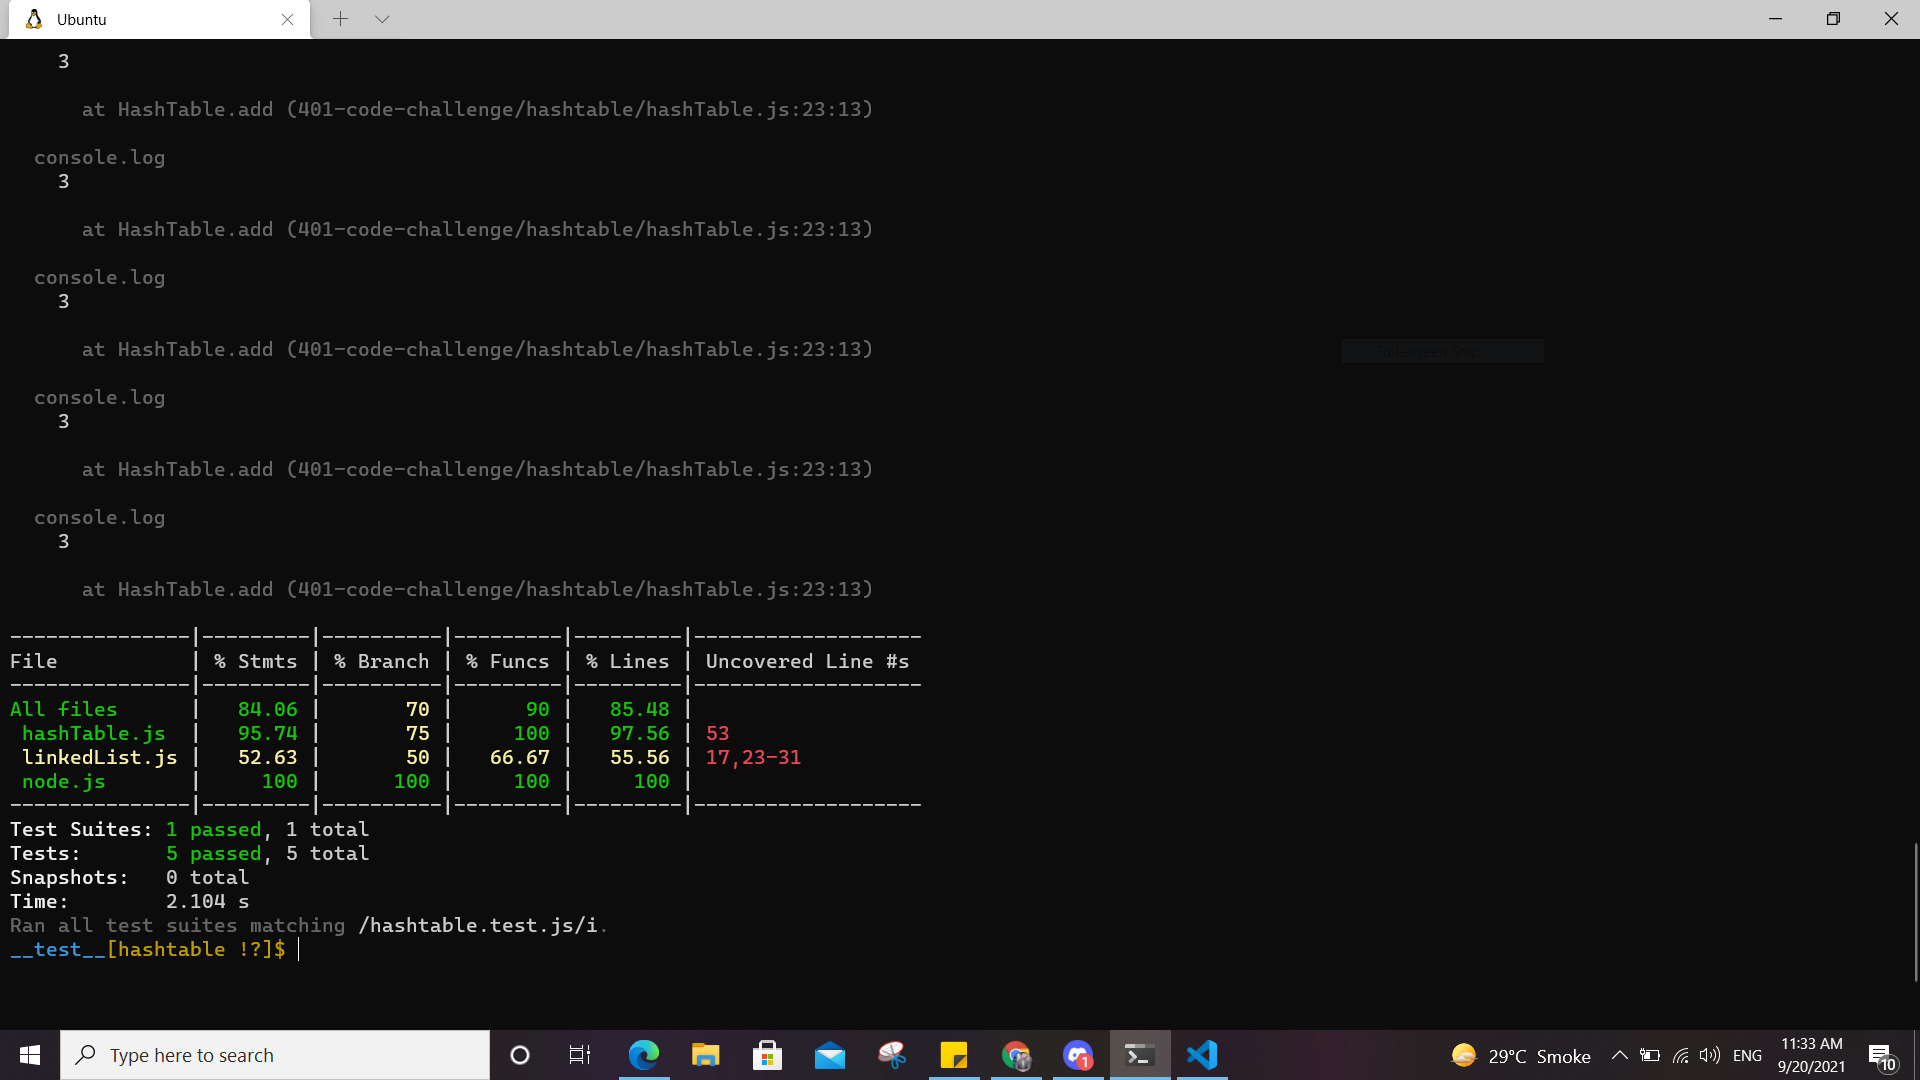 Ubuntu
3
at HashTable.add (401-code-challenge/hashtable/hashTable.js:23:13)
console.log
3
at HashTable.add (401-code-challenge/hashtable/hashTable.js:23:13)
console.log
3
at HashTable.add (401-code-challenge/hashtable/hashTable.js:23:13)
console.log
3
at HashTable.add (401-code-challenge/hashtable/hashTable.js:23:13)
console.log
3
at HashTable.add (401-code-challenge/hashtable/hashTable.js:23:13)
Full-screen Snip
---------------|---------|----------|---------|---------|-------------------
File           | % Stmts | % Branch | % Funcs | % Lines | Uncovered Line #s
---------------|---------|----------|---------|---------|-------------------
All files      |   84.06 |       70 |      90 |   85.48 |
 hashTable.js  |   95.74 |       75 |     100 |   97.56 | 53
 linkedList.js |   52.63 |       50 |   66.67 |   55.56 | 17,23-31
 node.js       |     100 |      100 |     100 |     100 |
---------------|---------|----------|---------|---------|-------------------
Test Suites: 1 passed, 1 total
Tests:       5 passed, 5 total
Snapshots:   0 total
Time:        2.104 s
Ran all test suites matching /hashtable.test.js/i.
__test__[hashtable !?]$
Type here to search
1
29°C Smoke
ENG
11:33 AM
9/20/2021
10